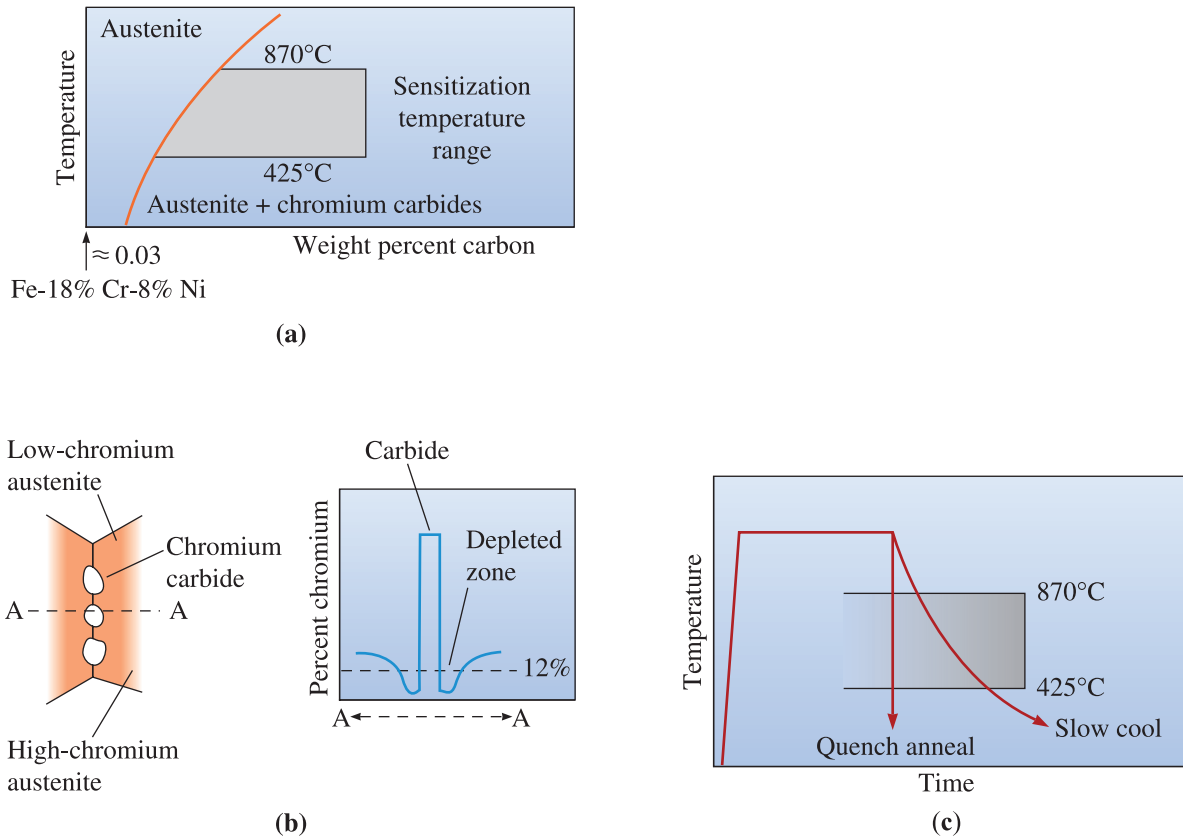 Austenite
870°C
Sensitization
temperature
range
425°C
Austenite + chromium carbides
Temperature
Weight percent carbon
≈ 0.03
Fe-18% Cr-8% Ni
(a)
Low-chromium
austenite
Chromium
carbide
A
A
High-chromium
austenite
Carbide
Depleted
zone
12%
Percent chromium
A
A
(b)
Temperature
870°C
425°C
Slow cool
Quench anneal
Time
(c)